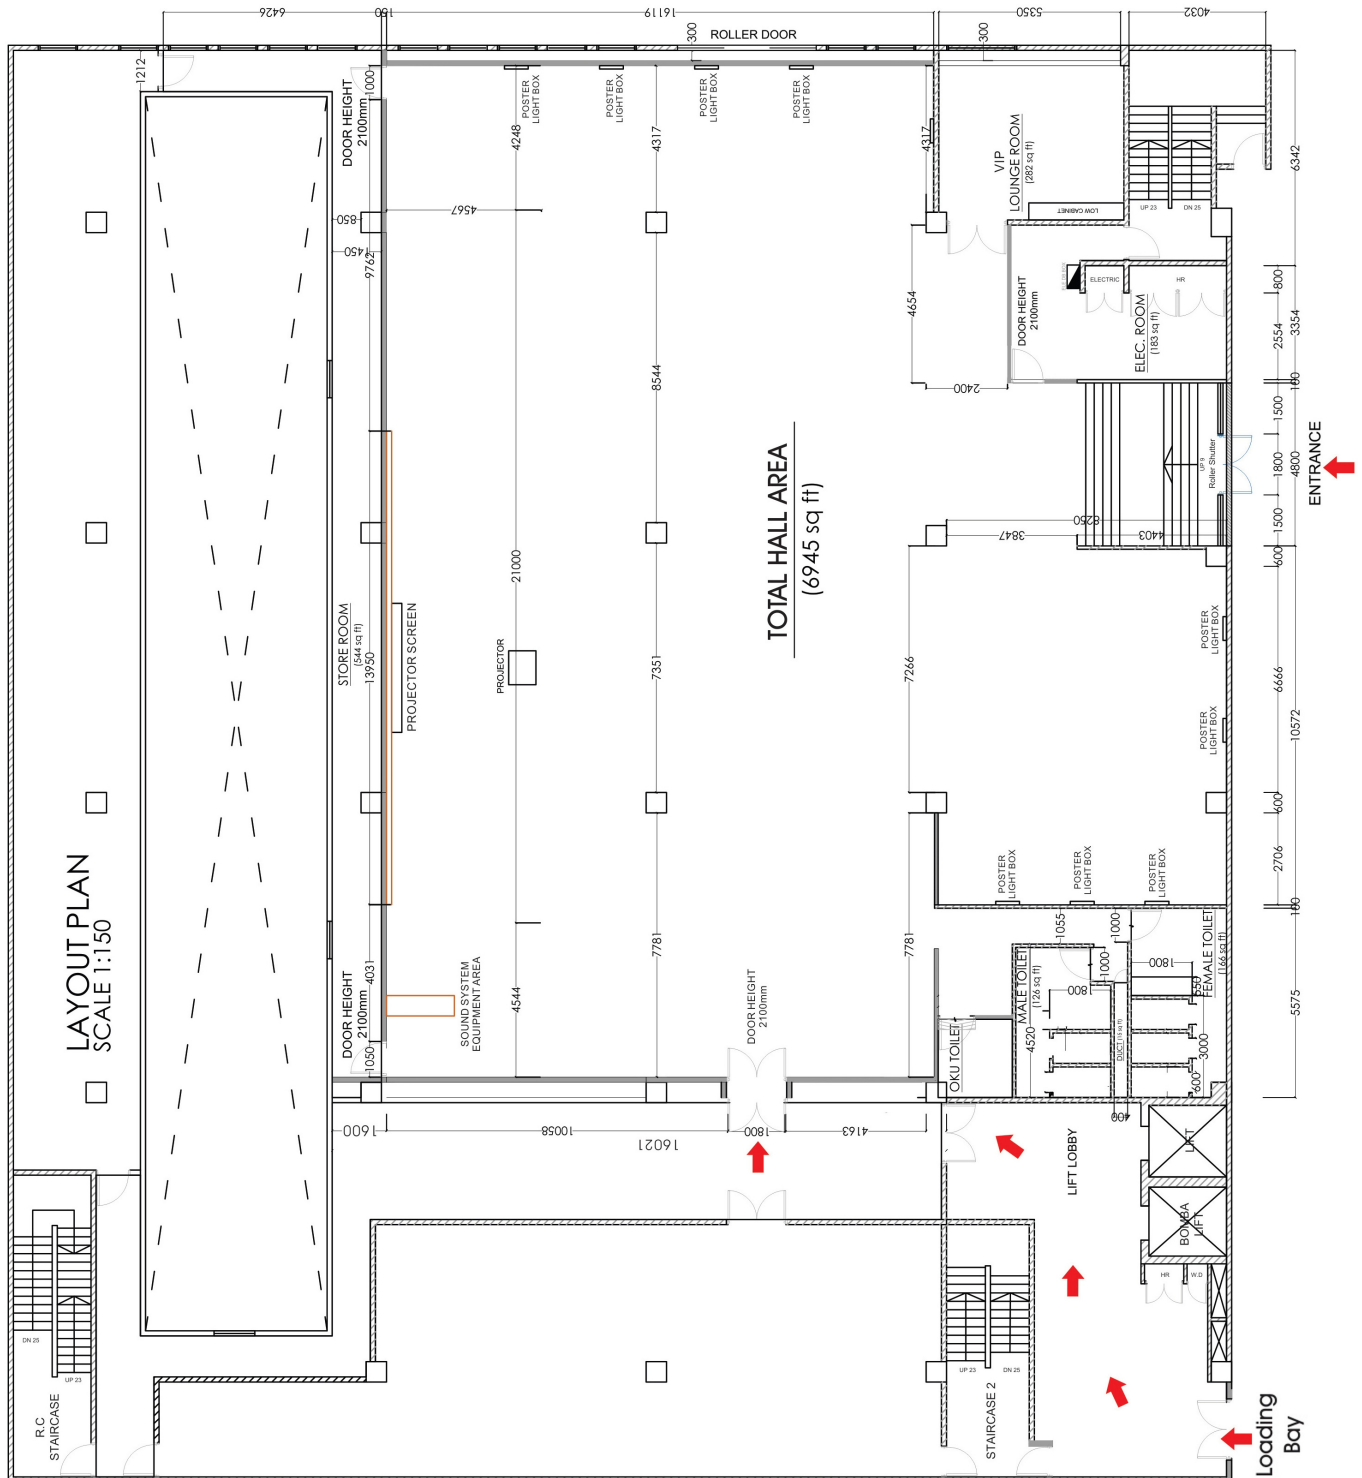 6426
150
16119
5350
4032
300
ROLLER DOOR
300
1212
1000
DOOR HEIGHT
2100mm
POSTER
LIGHT BOX
POSTER
LIGHT BOX
POSTER
LIGHT BOX
POSTER
LIGHT BOX
4248
4317
4317
VIP
LOUNGE ROOM
(282 sq ft)
LOW CABINET
UP 23
DN 25
6342
850
4567
1450
9762
4654
DOOR HEIGHT
2100mm
ELECTRIC
HR
ELEC. ROOM
(183 sq ft)
800
2554
3354
2400
8544
100
1500
1800
4800
1500
UP 9
Roller Shutter
ENTRANCE
TOTAL HALL AREA
(6945 sq ft)
8250
3847
4403
600
21000
STORE ROOM
(544 sq ft)
13950
PROJECTOR SCREEN
PROJECTOR
7351
7266
POSTER
LIGHT BOX
POSTER
LIGHT BOX
6666
10572
600
2706
LAYOUT PLAN
SCALE 1:150
POSTER
LIGHT BOX
POSTER
LIGHT BOX
POSTER
LIGHT BOX
100
DOOR HEIGHT
2100mm
4031
1050
SOUND SYSTEM
EQUIPMENT AREA
4544
7781
DOOR HEIGHT
2100mm
7781
1055
1000
1000
OKU TOILET
MALE TOILET
(126 sq ft)
4520
1800
1800
FEMALE TOILET
(166 sq ft)
550
3000
600
400
5575
1600
10058
16021
1800
4163
LIFT LOBBY
LIFT
BOMBA
LIFT
HR
W.D
DN 25
UP 23
R.C
STAIRCASE
UP 23
DN 25
STAIRCASE 2
Loading
Bay